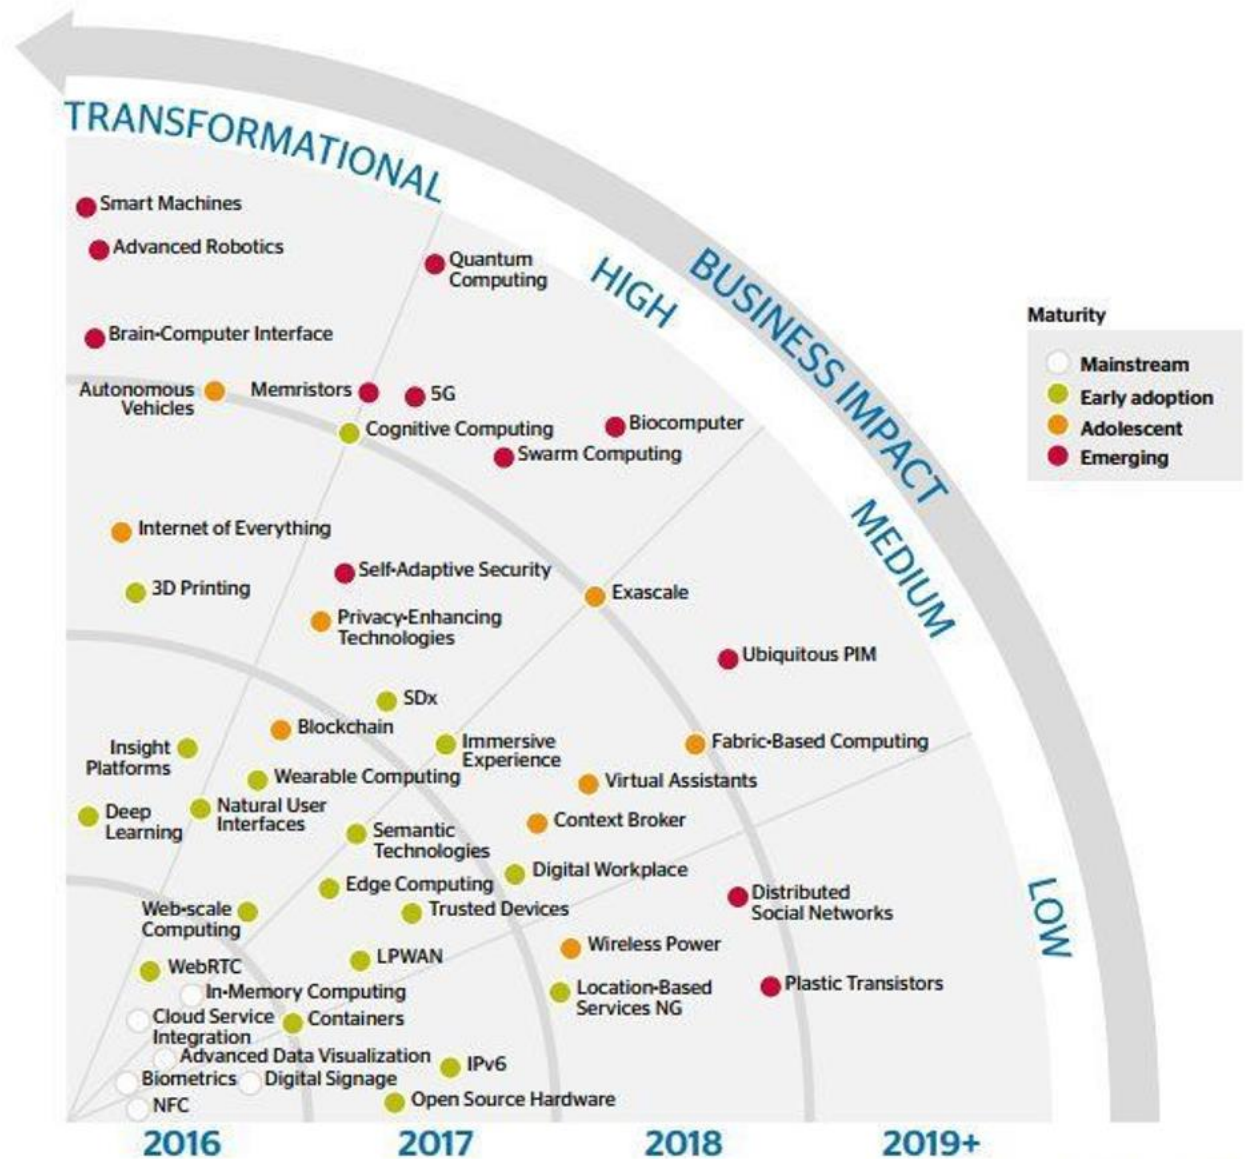 TRANSFORMATIONAL
HIGH
BUSINESS IMPACT
MEDIUM
LOW
Smart Machines
Advanced Robotics
Quantum
Computing
Brain-Computer Interface
Autonomous
Vehicles
Memristors
5G
Cognitive Computing
Biocomputer
Swarm Computing
Maturity
Mainstream
Early adoption
Adolescent
Emerging
Internet of Everything
3D Printing
Self-Adaptive Security
Privacy-Enhancing
Technologies
Exascale
Ubiquitous PIM
SDx
Blockchain
Immersive
Experience
Fabric-Based Computing
Insight
Platforms
Wearable Computing
Virtual Assistants
Deep
Learning
Natural User
Interfaces
Semantic
Technologies
Context Broker
Digital Workplace
Edge Computing
Distributed
Social Networks
Web-scale
Computing
Trusted Devices
Wireless Power
LPWAN
WebRTC
In-Memory Computing
Location-Based
Services NG
Plastic Transistors
Cloud Service
Integration
Containers
Advanced Data Visualization
IPv6
Biometrics
Digital Signage
NFC
Open Source Hardware
2016
2017
2018
2019+